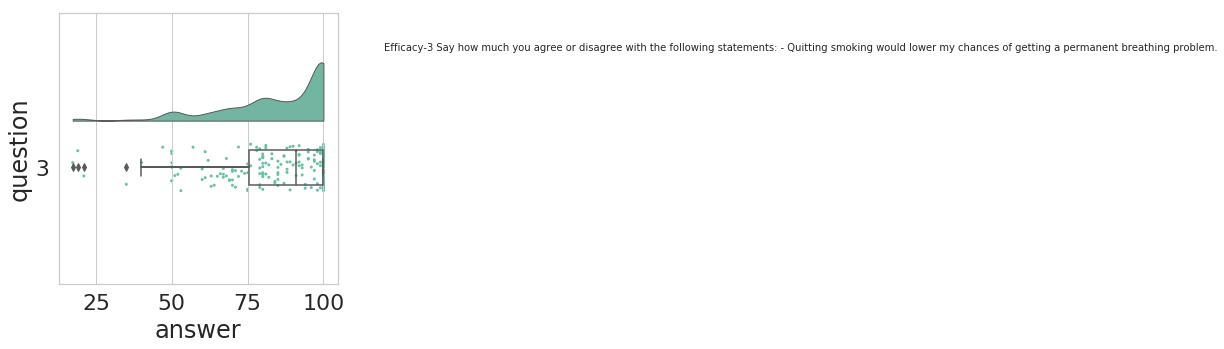 Efficacy-3 Say how much you agree or disagree with the following statements: - Quitting smoking would lower my chances of getting a permanent breathing problem.
question
3
25 50 75 100
answer